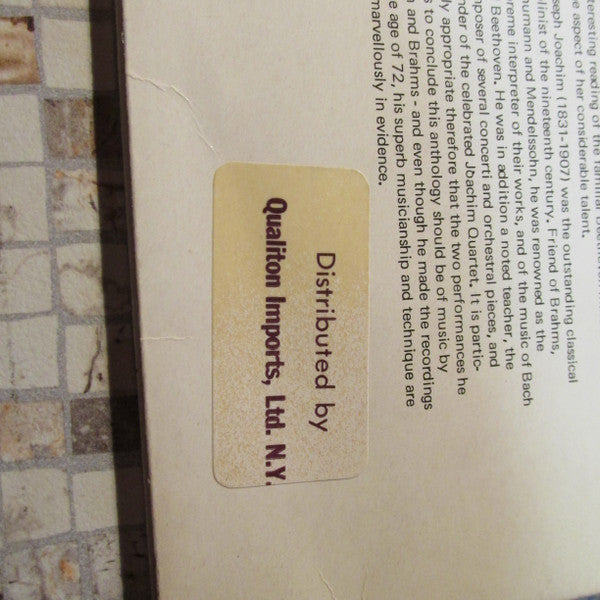 teresting reading of the familiar
e aspect of her considerable talent.
seph Joachim (1831-1907) was the outstanding classical
olinist of the nineteenth century. Friend of Brahms,
humann and Mendelssohn, he was renowned as the
preme interpreter of their works, and of the music of Bach
Beethoven. He was in addition a noted teacher, the
mposer of several concerti and orchestral pieces, and
nder of the celebrated Joachim Quartet. It is partic-
ly appropriate therefore that the two performances he
s to conclude this anthology should be of music by
and Brahms - and even though he made the recordings
e age of 72, his superb musicianship and technique are
marvellously in evidence.
Distributed by
Qualiton Imports, Ltd. N.Y.